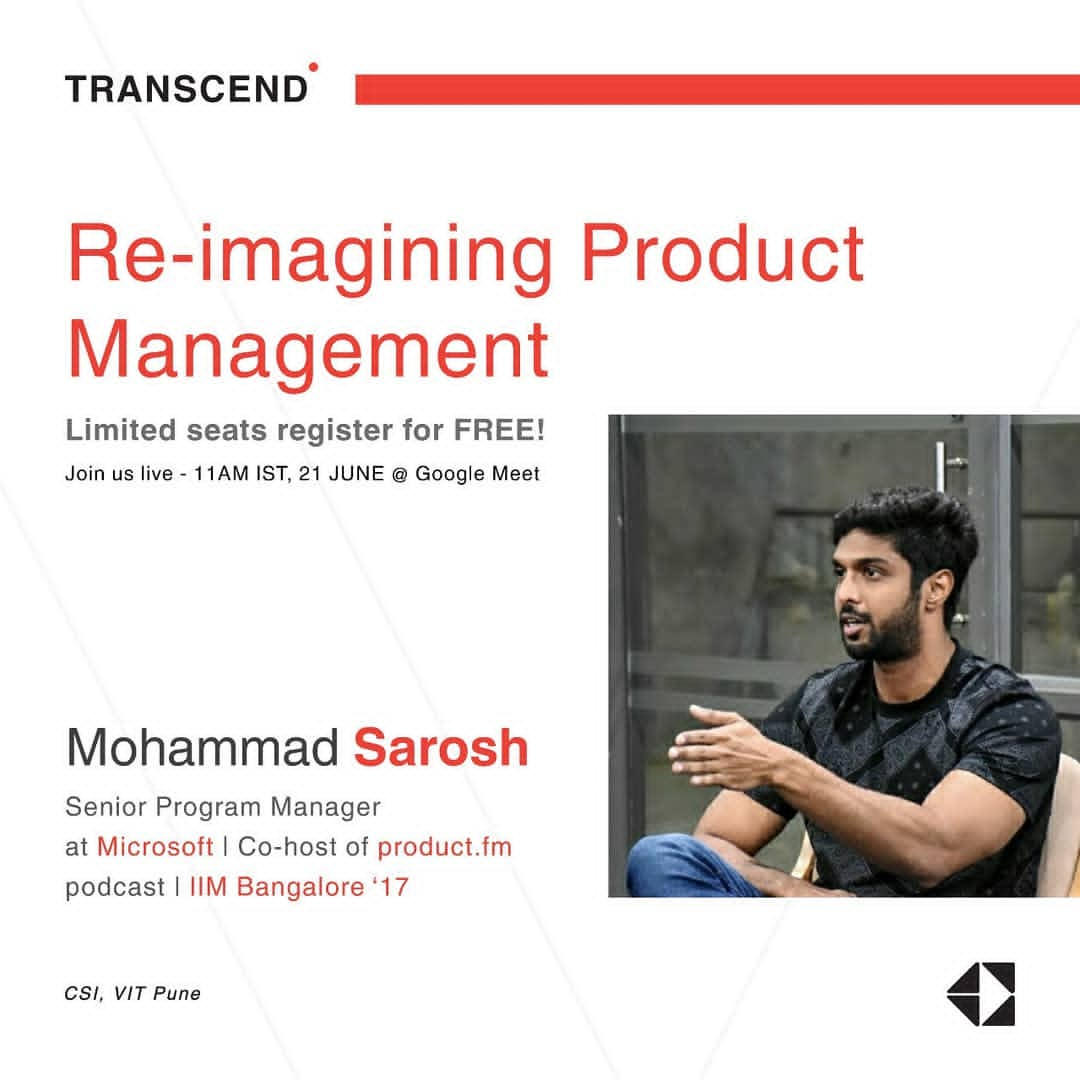 TRANSCEND
Re-imagining Product
Management
Limited seats register for FREE!
Join us live - 11AM IST, 21 JUNE @ Google Meet
Mohammad Sarosh
Senior Program Manager
at Microsoft | Co-host of product.fm
podcast | IIM Bangalore ‘17
CSI, VIT Pune